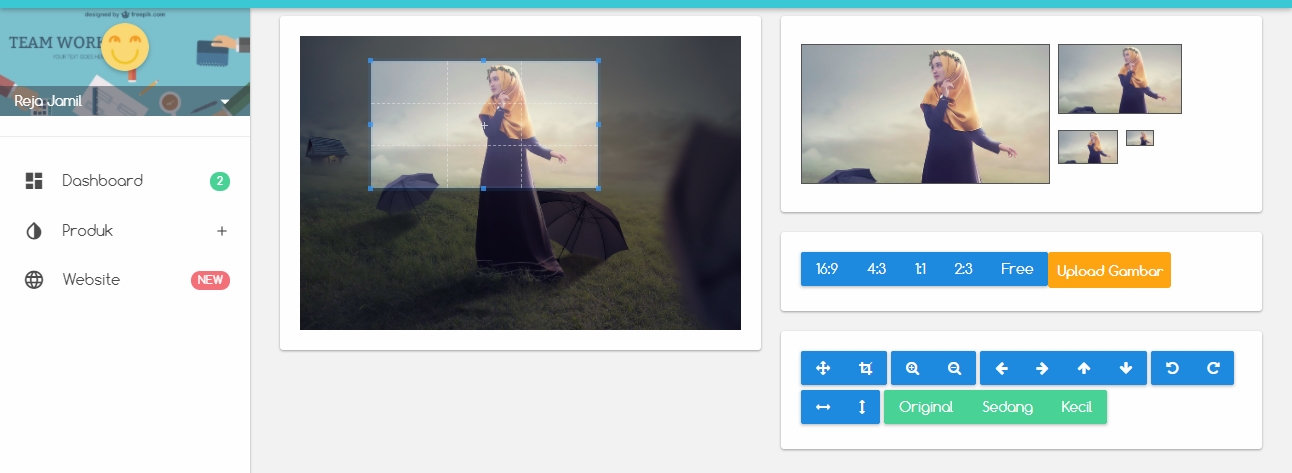 designed by freepik.com
TEAM WORK
YOUR TEXT GOES HERE
Reja Jamil
Dashboard
2
Produk
+
Website
NEW
16:9
4:3
1:1
2:3
Free
Upload Gambar
Original
Sedang
Kecil